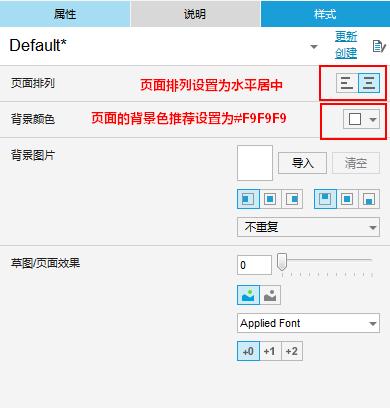 属性 说明 样式
Default* 更新
创建
页面排列 页面排列设置为水平居中
背景颜色 页面的背景色推荐设置为#F9F9F9
背景图片 导入 清空
不重复
草图/页面效果 0
Applied Font
+0 +1 +2